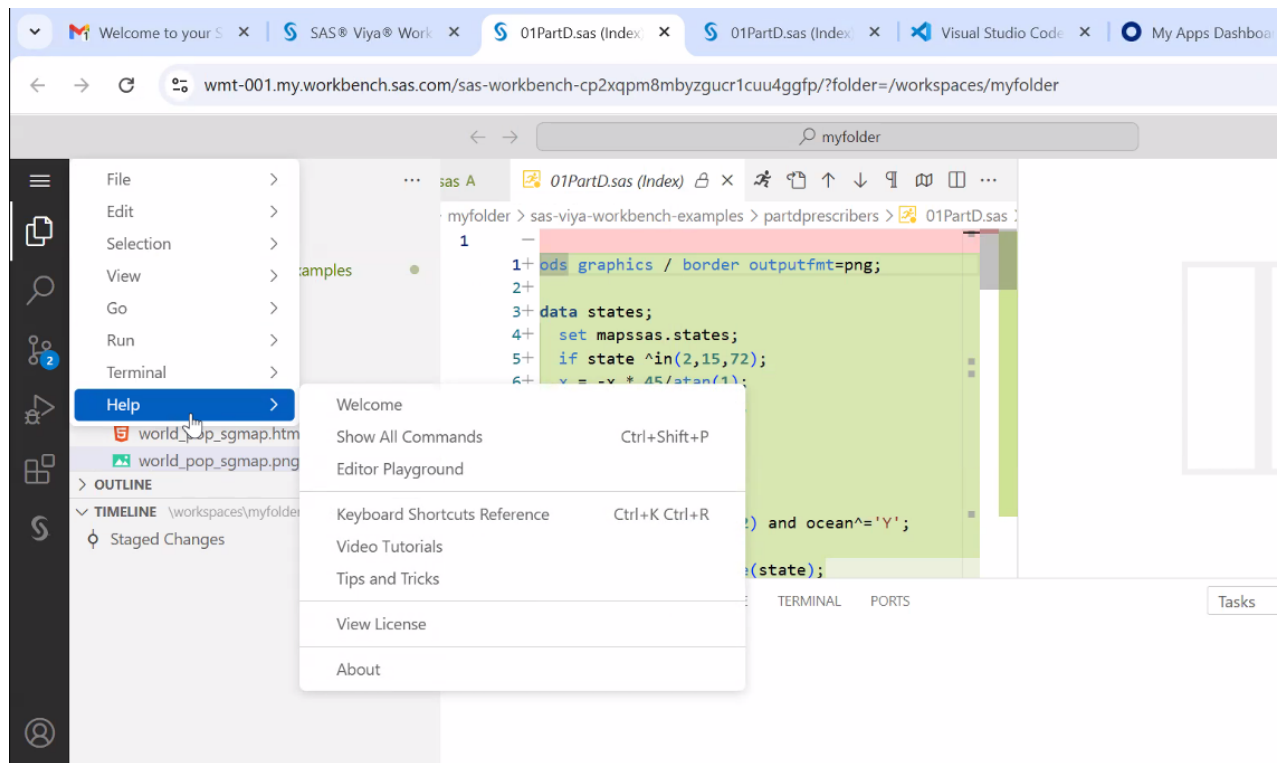 Welcome to your S
SAS® Viya® Work
01PartD.sas (Index)
01PartD.sas (Index)
Visual Studio Code
My Apps Dashboa
wmt-001.my.workbench.sas.com/sas-workbench-cp2xqpm8mbyzgucr1cuu4ggfp/?folder=/workspaces/myfolder
myfolder
File
Edit
Selection
View
Go
Run
Terminal
Help
amples
2
world_pop_sgmap.htm
world_pop_sgmap.png
OUTLINE
TIMELINE \workspaces\myfolder
Staged Changes
Welcome
Show All Commands Ctrl+Shift+P
Editor Playground
Keyboard Shortcuts Reference Ctrl+K Ctrl+R
Video Tutorials
Tips and Tricks
View License
About
sas A
01PartD.sas (Index)
myfolder > sas-viya-workbench-examples > partdprescribers > 01PartD.sas
1 —
1+ ods graphics / border outputfmt=png;
2+
3+ data states;
4+ set mapssas.states;
5+ if state ^in(2,15,72);
6+ x = -x * 45/atan(1);
2) and ocean^='Y';
e(state);
TERMINAL PORTS
Tasks